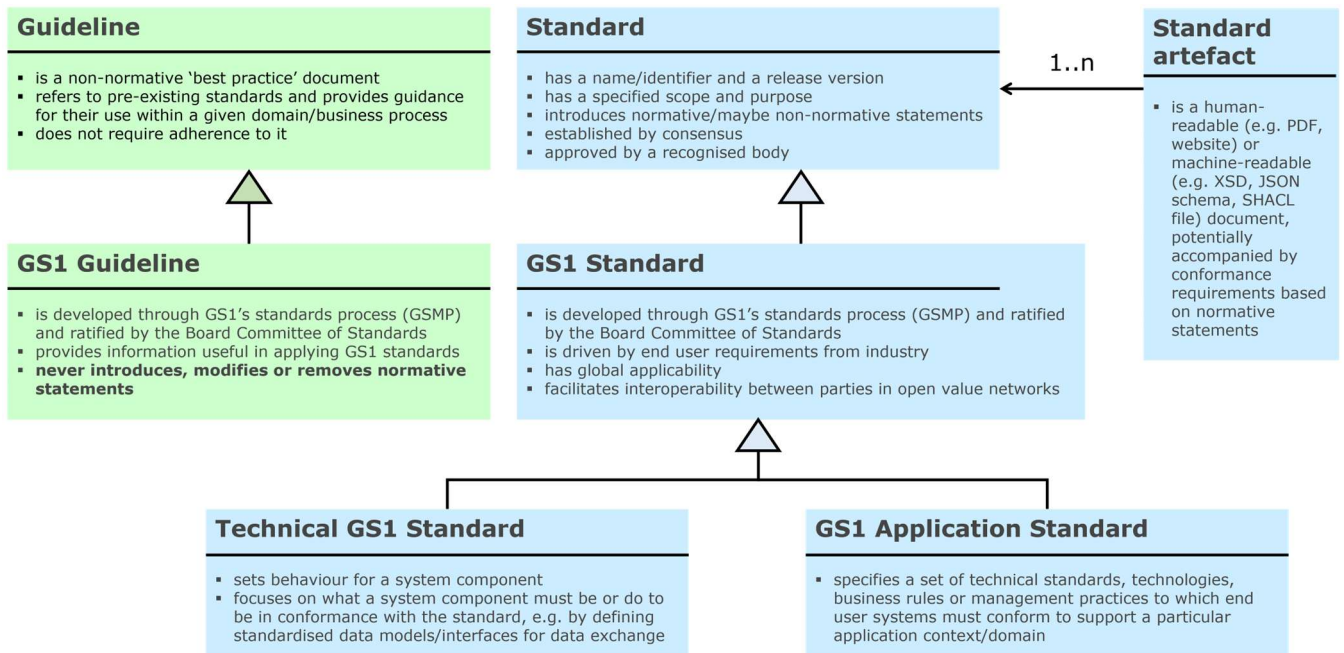 Guideline
▪ is a non-normative ‘best practice’ document
▪ refers to pre-existing standards and provides guidance
for their use within a given domain/business process
▪ does not require adherence to it
Standard
▪ has a name/identifier and a release version
▪ has a specified scope and purpose
▪ introduces normative/maybe non-normative statements
▪ established by consensus
▪ approved by a recognised body
1..n
Standard
artefact
▪ is a human-
readable (e.g. PDF,
website) or
machine-readable
(e.g. XSD, JSON
schema, SHACL
file) document,
potentially
accompanied by
conformance
requirements based
on normative
statements
GS1 Guideline
▪ is developed through GS1’s standards process (GSMP)
and ratified by the Board Committee of Standards
▪ provides information useful in applying GS1 standards
▪ never introduces, modifies or removes normative
statements
GS1 Standard
▪ is developed through GS1’s standards process (GSMP) and ratified
by the Board Committee of Standards
▪ is driven by end user requirements from industry
▪ has global applicability
▪ facilitates interoperability between parties in open value networks
Technical GS1 Standard
▪ sets behaviour for a system component
▪ focuses on what a system component must be or do to
be in conformance with the standard, e.g. by defining
standardised data models/interfaces for data exchange
GS1 Application Standard
▪ specifies a set of technical standards, technologies,
business rules or management practices to which end
user systems must conform to support a particular
application context/domain